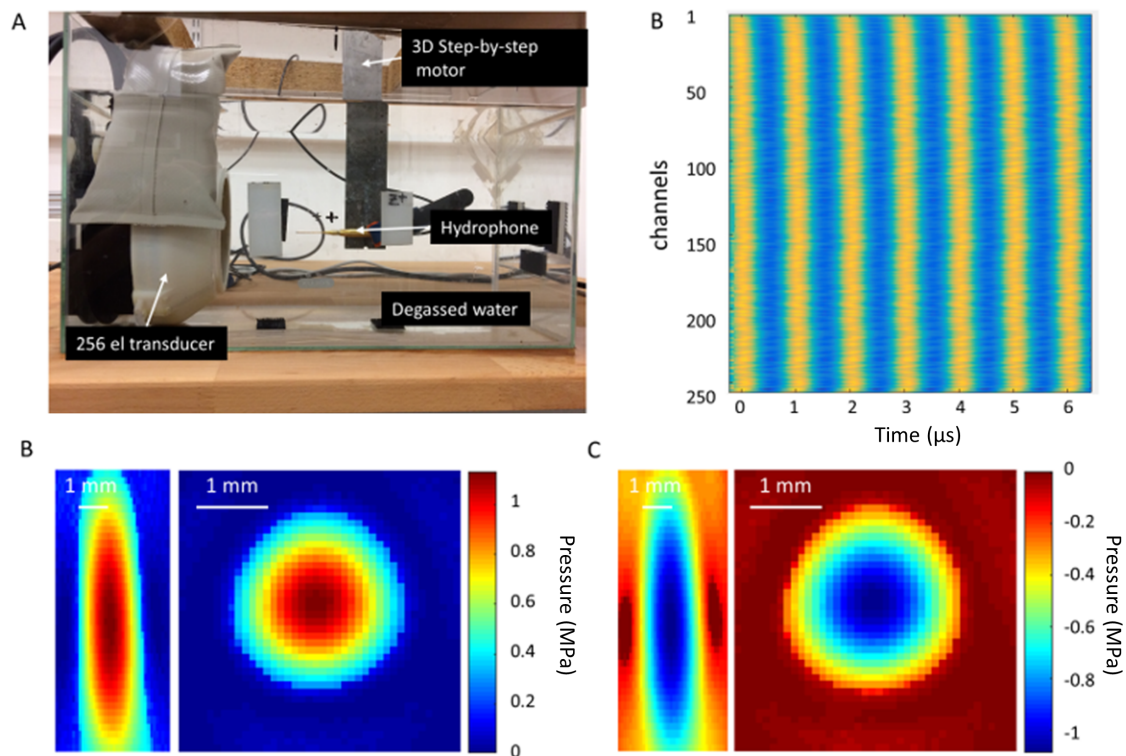 A
3D Step-by-step
motor
Hydrophone
Z+
Degassed water
256 el transducer
B
1
50
100
150
200
250
channels
0 1 2 3 4 5 6
Time (µs)
B
1 mm
1 mm
1
0.8
0.6
0.4
0.2
0
Pressure (MPa)
C
1 mm
1 mm
0
-0.2
-0.4
-0.6
-0.8
-1
Pressure (MPa)